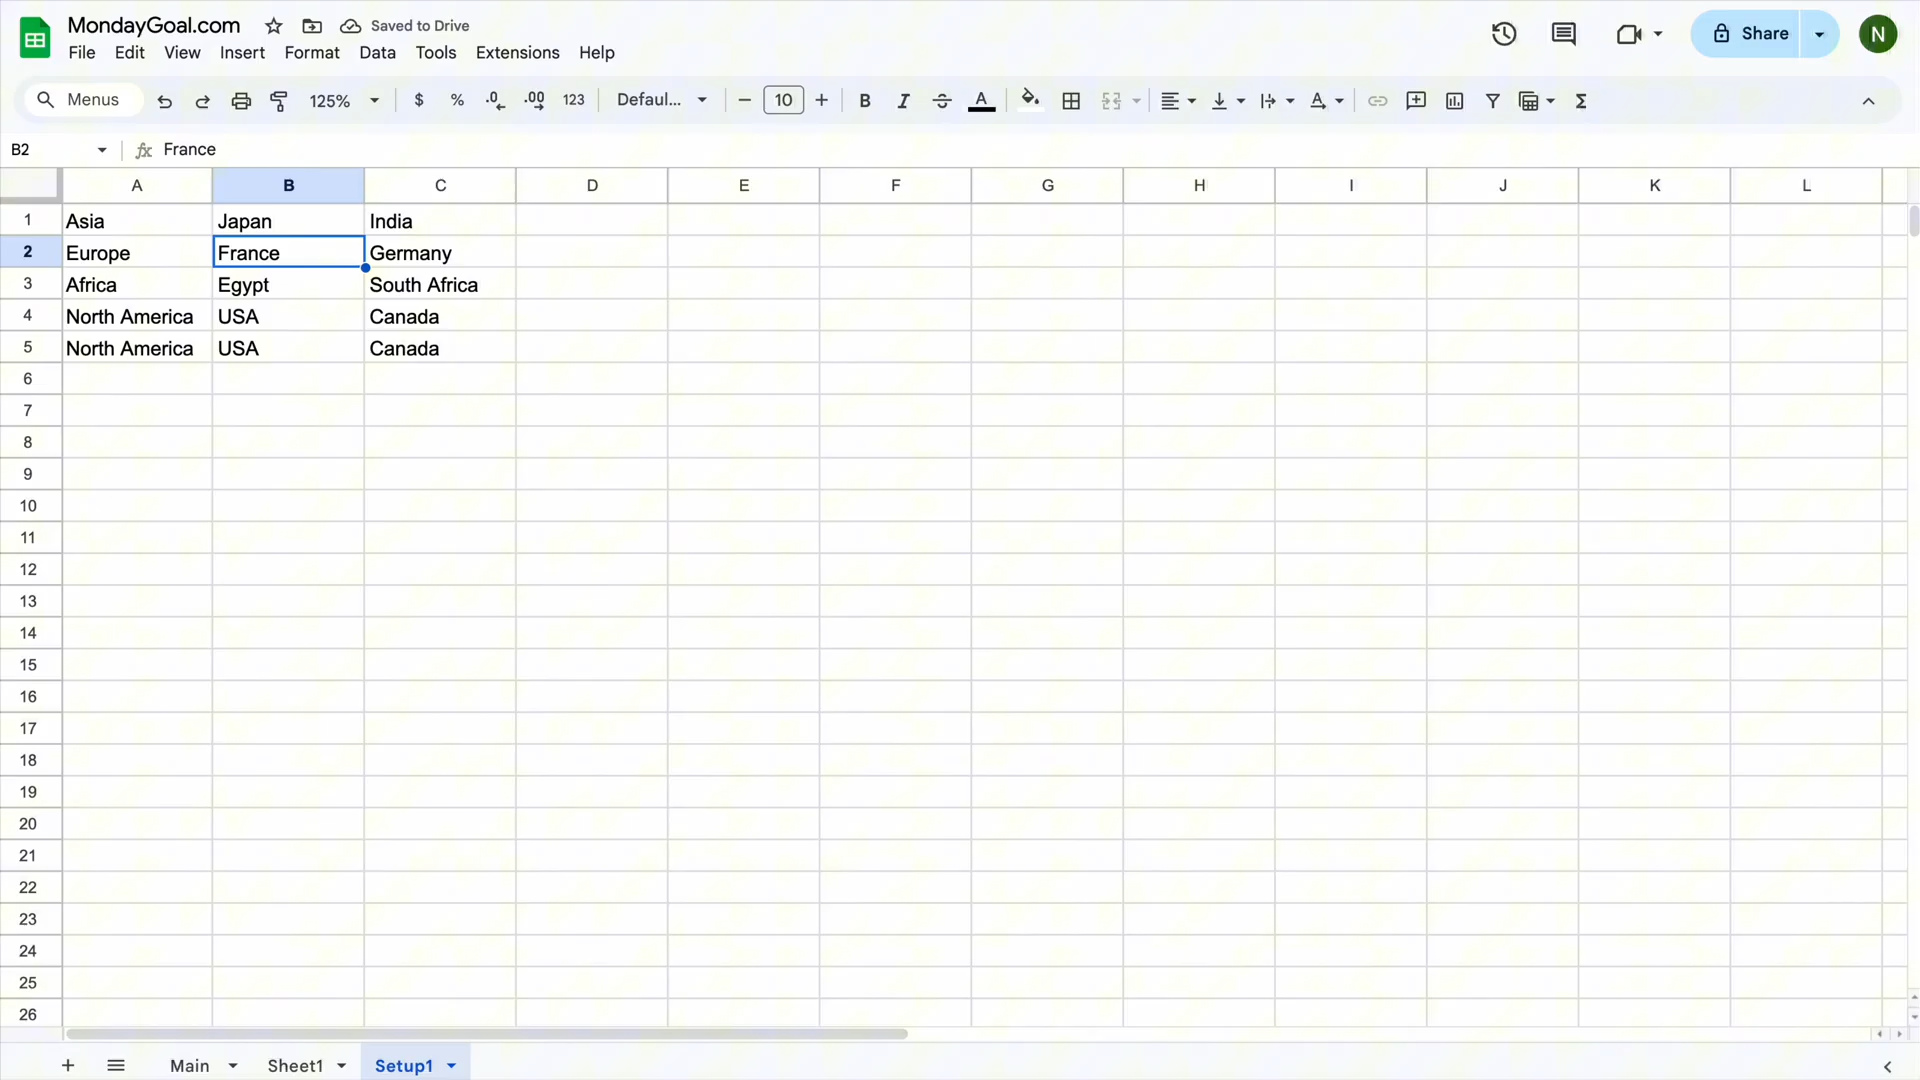 MondayGoal.com Saved to Drive
File Edit View Insert Format Data Tools Extensions Help
Share N
Menus 125% $ % .0 .00 123 Defaul... 10 B I S A A Σ
B2 fx France
A B C D E F G H I J K L
1 Asia Japan India
2 Europe France Germany
3 Africa Egypt South Africa
4 North America USA Canada
5 North America USA Canada
6
7
8
9
10
11
12
13
14
15
16
17
18
19
20
21
22
23
24
25
26
+ Main Sheet1 Setup1